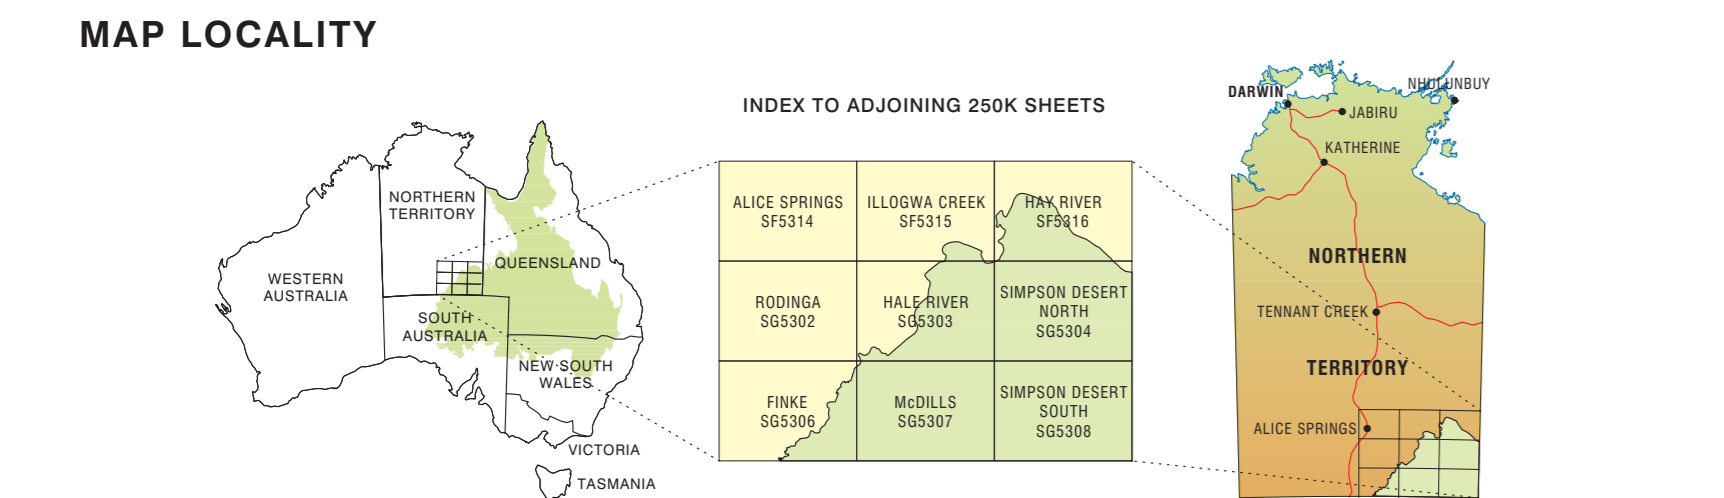 MAP LOCALITY
NORTHERN
TERRITORY
QUEENSLAND
WESTERN
AUSTRALIA
SOUTH
AUSTRALIA
NEW SOUTH
WALES
VICTORIA
TASMANIA
INDEX TO ADJOINING 250K SHEETS
ALICE SPRINGS
SF5314
ILLOGWA CREEK
SF5315
HAY RIVER
SF5316
RODINGA
SG5302
HALE RIVER
SG5303
SIMPSON DESERT
NORTH
SG5304
FINKE
SG5306
McDILLS
SG5307
SIMPSON DESERT
SOUTH
SG5308
NHULUNBUY
DARWIN
JABIRU
KATHERINE
NORTHERN
TENNANT CREEK
TERRITORY
ALICE SPRINGS